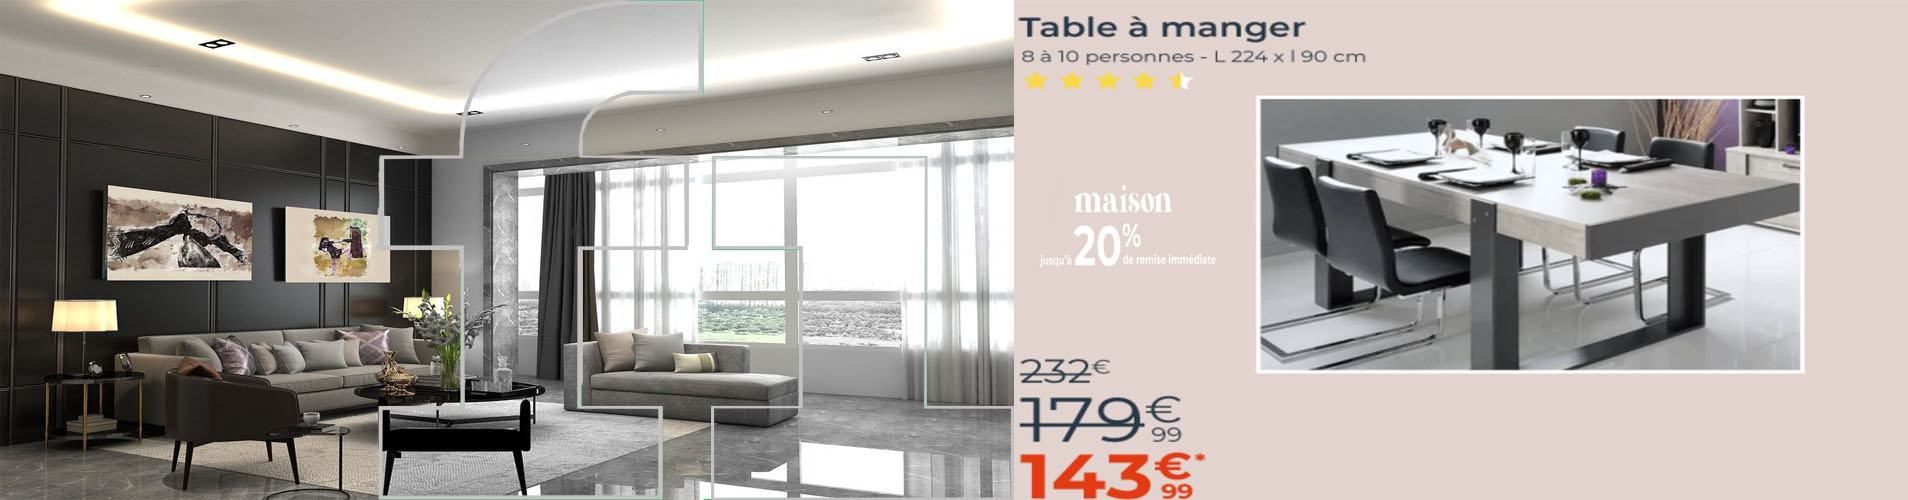 Table à manger
8 à 10 personnes - L 224 x l 90 cm
maison
jusqu'à 20% de remise immédiate
232€
179€99
143€99*